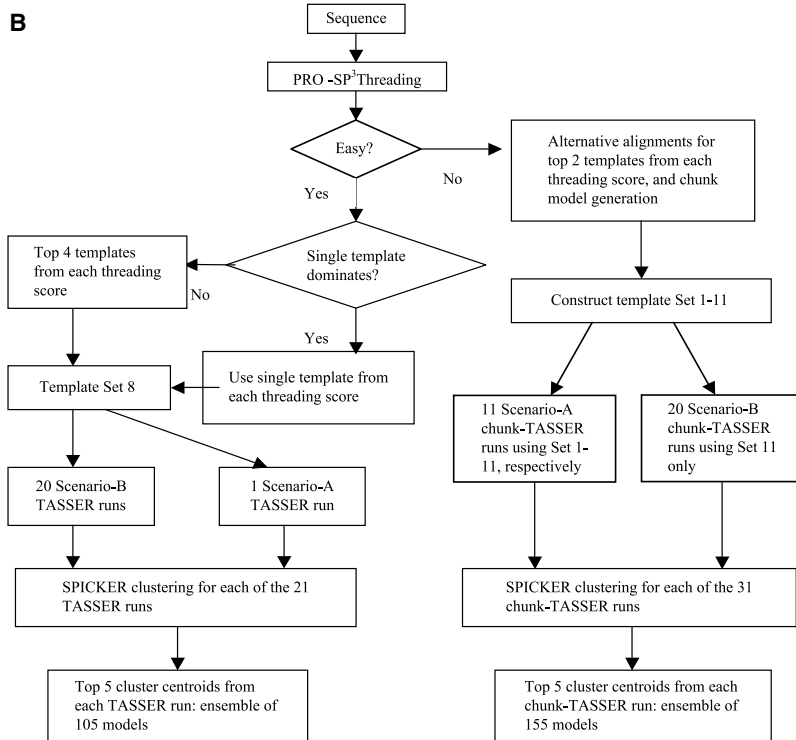 B
Sequence
PRO -SP³Threading
Easy?
Yes
No
Alternative alignments for
top 2 templates from each
threading score, and chunk
model generation
Top 4 templates
from each threading
score
No
Single template
dominates?
Yes
Construct template Set 1-11
Template Set 8
Use single template from
each threading score
11 Scenario-A
chunk-TASSER
runs using Set 1-
11, respectively
20 Scenario-B
chunk-TASSER
runs using Set 11
only
20 Scenario-B
TASSER runs
1 Scenario-A
TASSER run
SPICKER clustering for each of the 21
TASSER runs
SPICKER clustering for each of the 31
chunk-TASSER runs
Top 5 cluster centroids from
each TASSER run: ensemble of
105 models
Top 5 cluster centroids from each
chunk-TASSER run: ensemble of
155 models